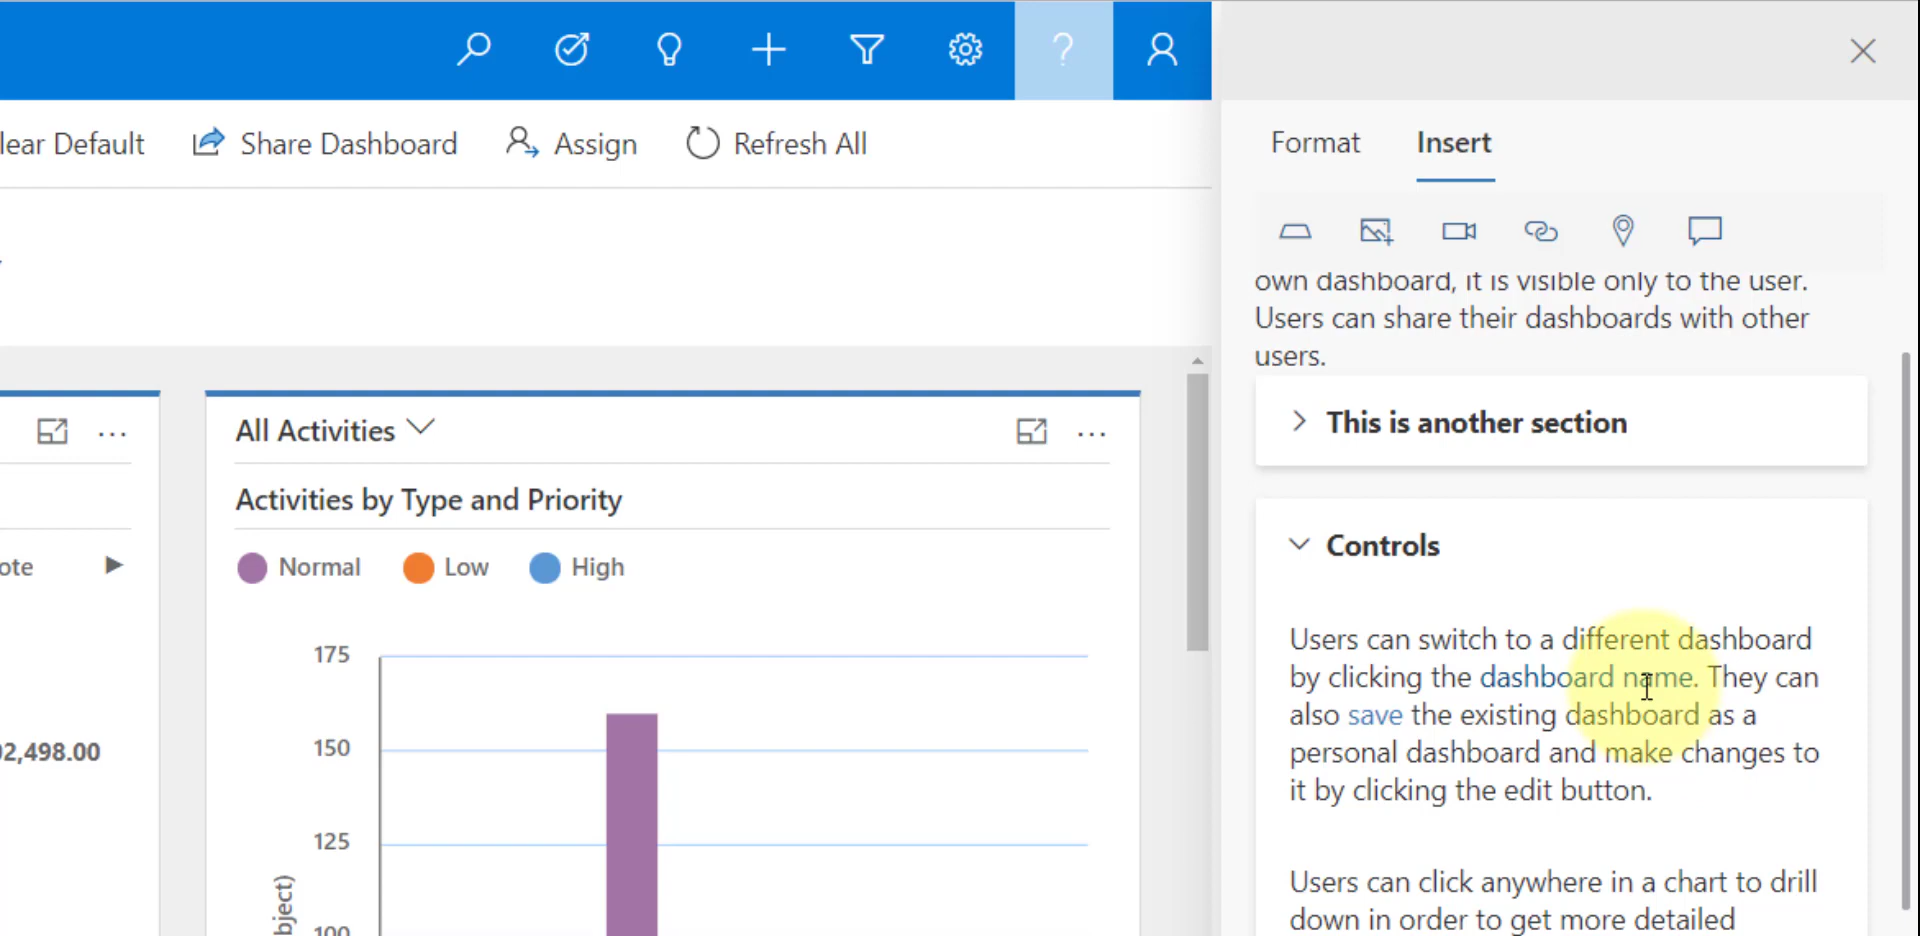 lear Default
Share Dashboard
Assign
Refresh All
All Activities
Activities by Type and Priority
Normal
Low
High
ote
02,498.00
175
150
125
100
bject)
Format
Insert
own dashboard, it is visible only to the user.
Users can share their dashboards with other
users.
This is another section
Controls
Users can switch to a different dashboard
by clicking the dashboard name. They can
also save the existing dashboard as a
personal dashboard and make changes to
it by clicking the edit button.
Users can click anywhere in a chart to drill
down in order to get more detailed